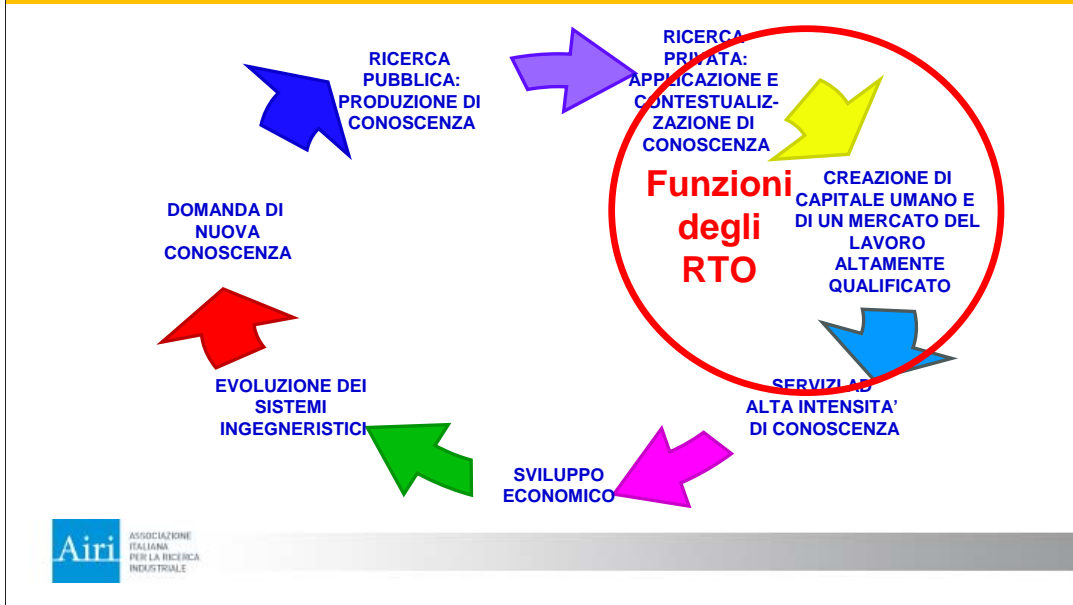 RICERCA
PUBBLICA:
PRODUZIONE DI
CONOSCENZA
RICERCA
PRIVATA:
APPLICAZIONE E
CONTESTUALIZ-
ZAZIONE DI
CONOSCENZA
Funzioni
degli
RTO
CREAZIONE DI
CAPITALE UMANO E
DI UN MERCATO DEL
LAVORO
ALTAMENTE
QUALIFICATO
SERVIZI AD
ALTA INTENSITA’
DI CONOSCENZA
SVILUPPO
ECONOMICO
EVOLUZIONE DEI
SISTEMI
INGEGNERISTICI
DOMANDA DI
NUOVA
CONOSCENZA
Airi
ASSOCIAZIONE
ITALIANA
PER LA RICERCA
INDUSTRIALE